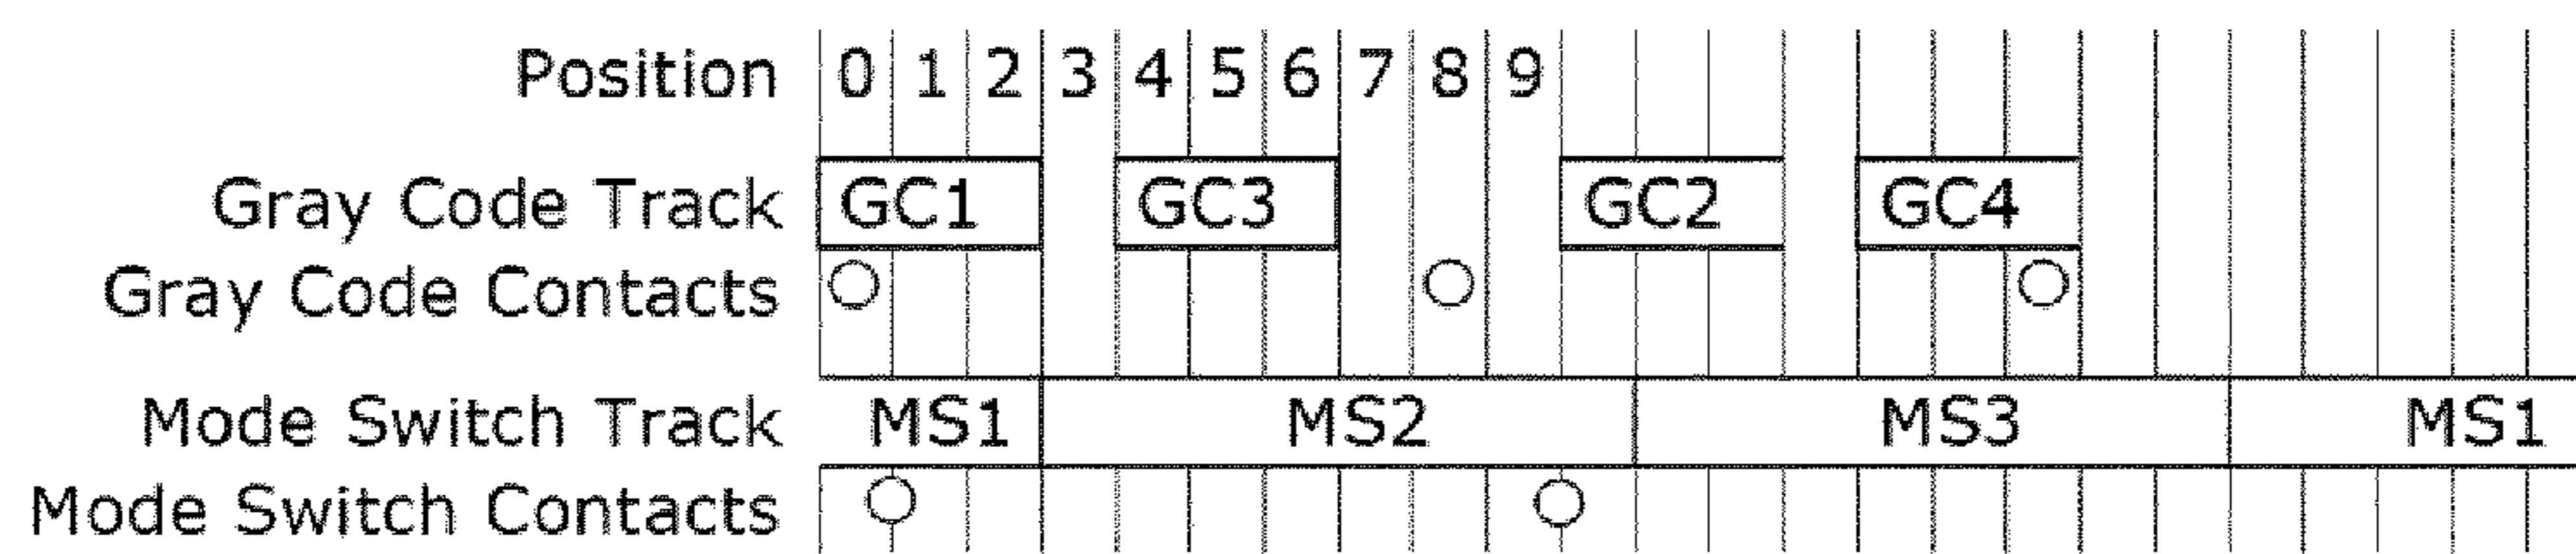 Position 0 1 2 3 4 5 6 7 8 9
Gray Code Track GC1 GC3 GC2 GC4
Gray Code Contacts
Mode Switch Track MS1 MS2 MS3 MS1
Mode Switch Contacts